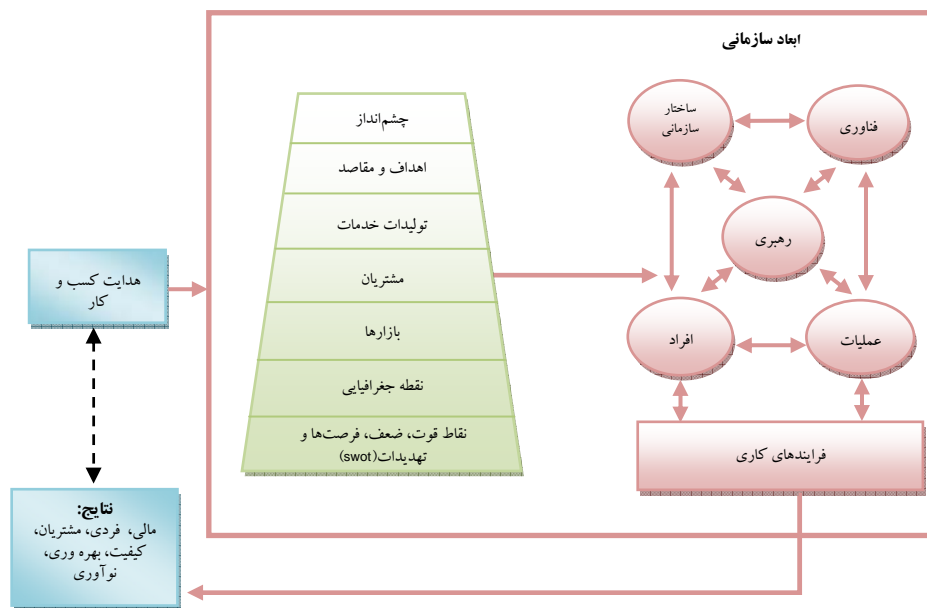 ابعاد سازمانی
ساختار
سازمانی
فناوری
رهبری
افراد
عملیات
فرایندهای کاری
چشم‌انداز
اهداف و مقاصد
تولیدات خدمات
مشتریان
بازارها
نقطه جغرافیایی
نقاط قوت، ضعف، فرصت‌ها و
تهدیدات(swot)
هدایت کسب و
کار
نتایج:
مالی، فردی، مشتریان،
کیفیت، بهره وری،
نوآوری